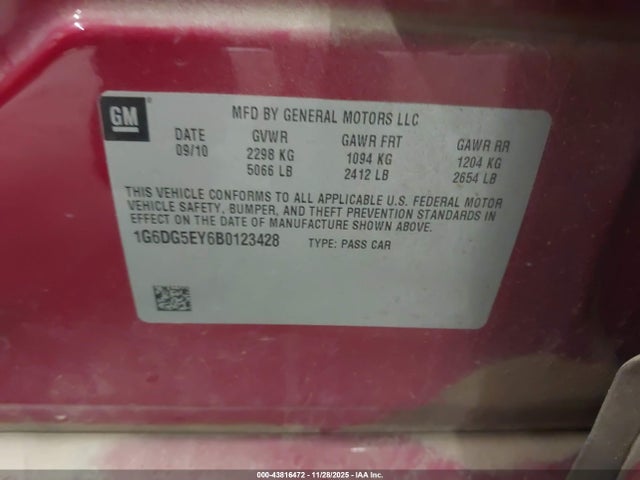 GM
MFD BY GENERAL MOTORS LLC
DATE GVWR GAWR FRT GAWR RR
09/10 2298 KG 1094 KG 1204 KG
5066 LB 2412 LB 2654 LB
THIS VEHICLE CONFORMS TO ALL APPLICABLE U.S. FEDERAL MOTOR
VEHICLE SAFETY, BUMPER, AND THEFT PREVENTION STANDARDS IN
EFFECT ON THE DATE OF MANUFACTURE SHOWN ABOVE.
1G6DG5EY6B0123428 TYPE: PASS CAR
000-43816472 | 11/28/2025 | IAA Inc.